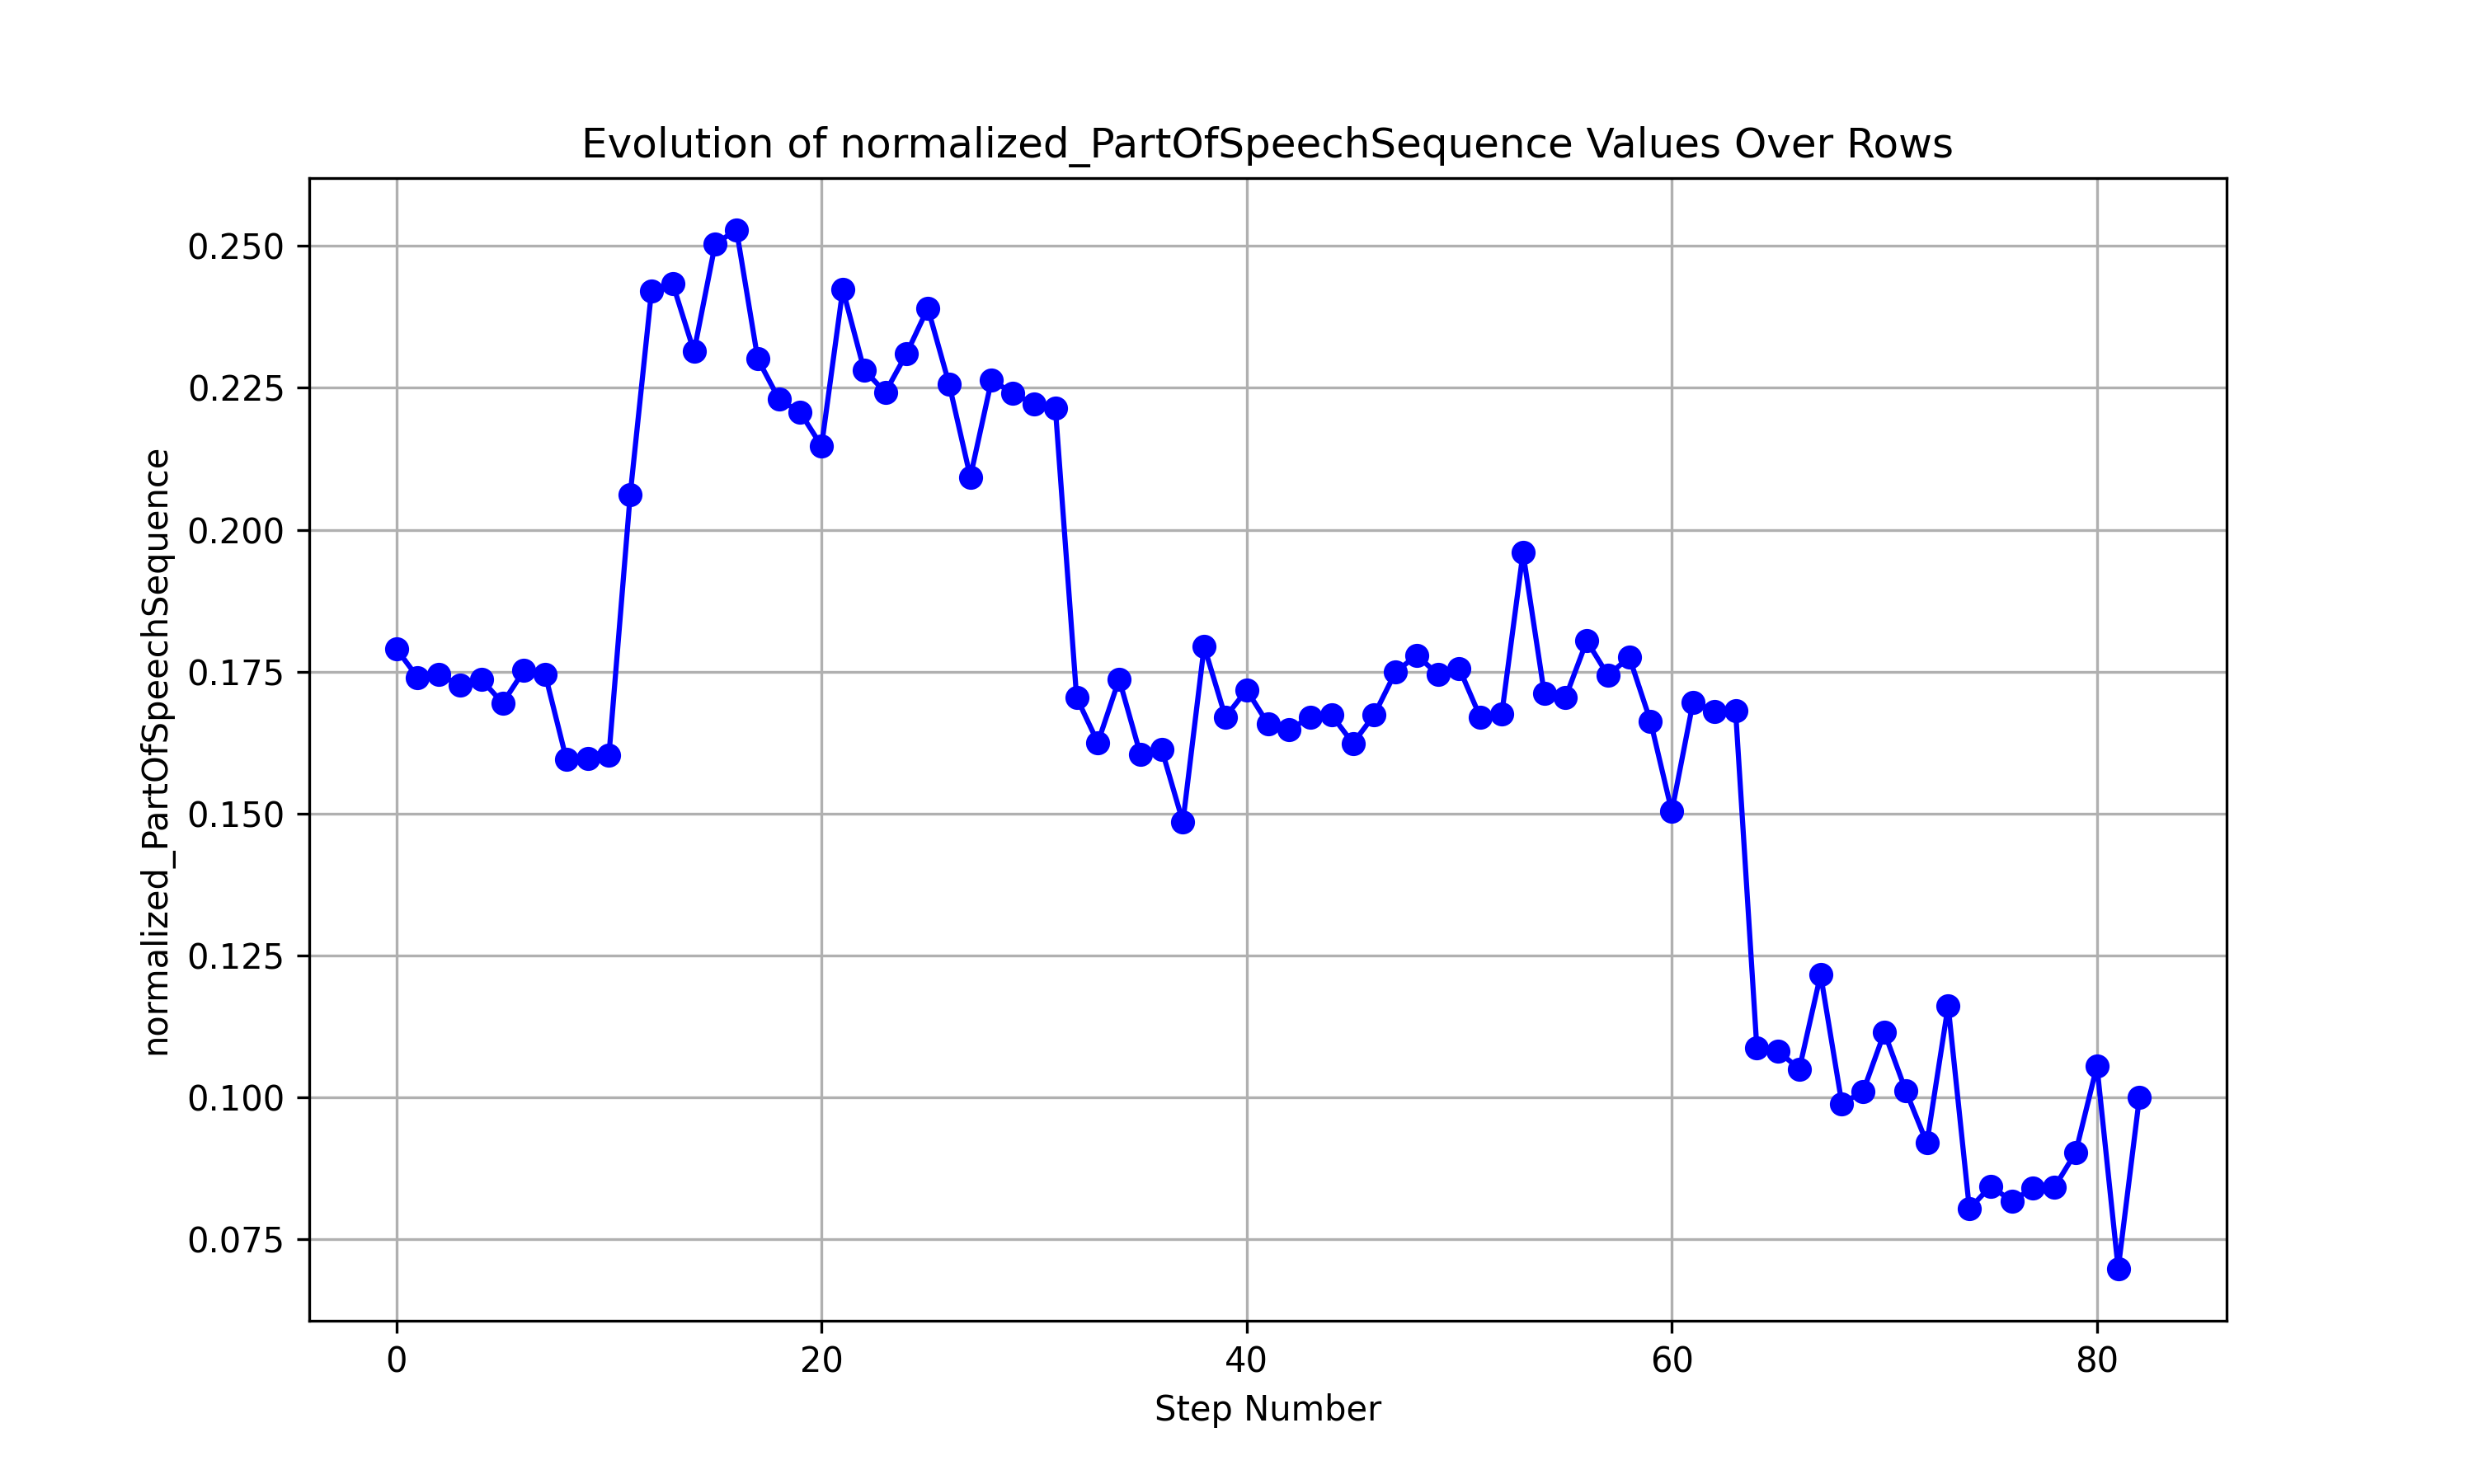 Evolution of normalized_PartOfSpeechSequence Values Over Rows
normalized_PartOfSpeechSequence
0.250
0.225
0.200
0.175
0.150
0.125
0.100
0.075
0 20 40 60 80
Step Number